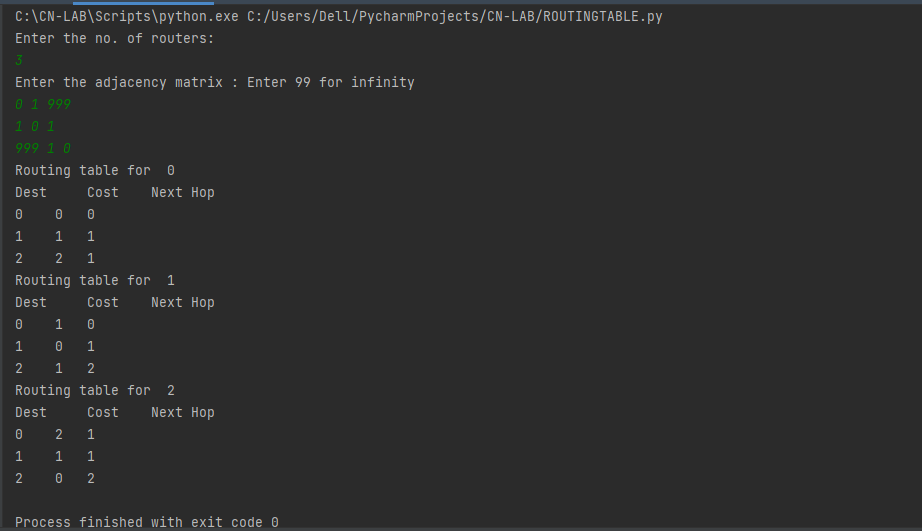 C:\CN-LAB\Scripts\python.exe C:/Users/Dell/PycharmProjects/CN-LAB/ROUTINGTABLE.py
Enter the no. of routers:
3
Enter the adjacency matrix : Enter 99 for infinity
0 1 999
1 0 1
999 1 0
Routing table for  0
Dest     Cost    Next Hop
0    0   0
1    1   1
2    2   1
Routing table for  1
Dest     Cost    Next Hop
0    1   0
1    0   1
2    1   2
Routing table for  2
Dest     Cost    Next Hop
0    2   1
1    1   1
2    0   2
Process finished with exit code 0